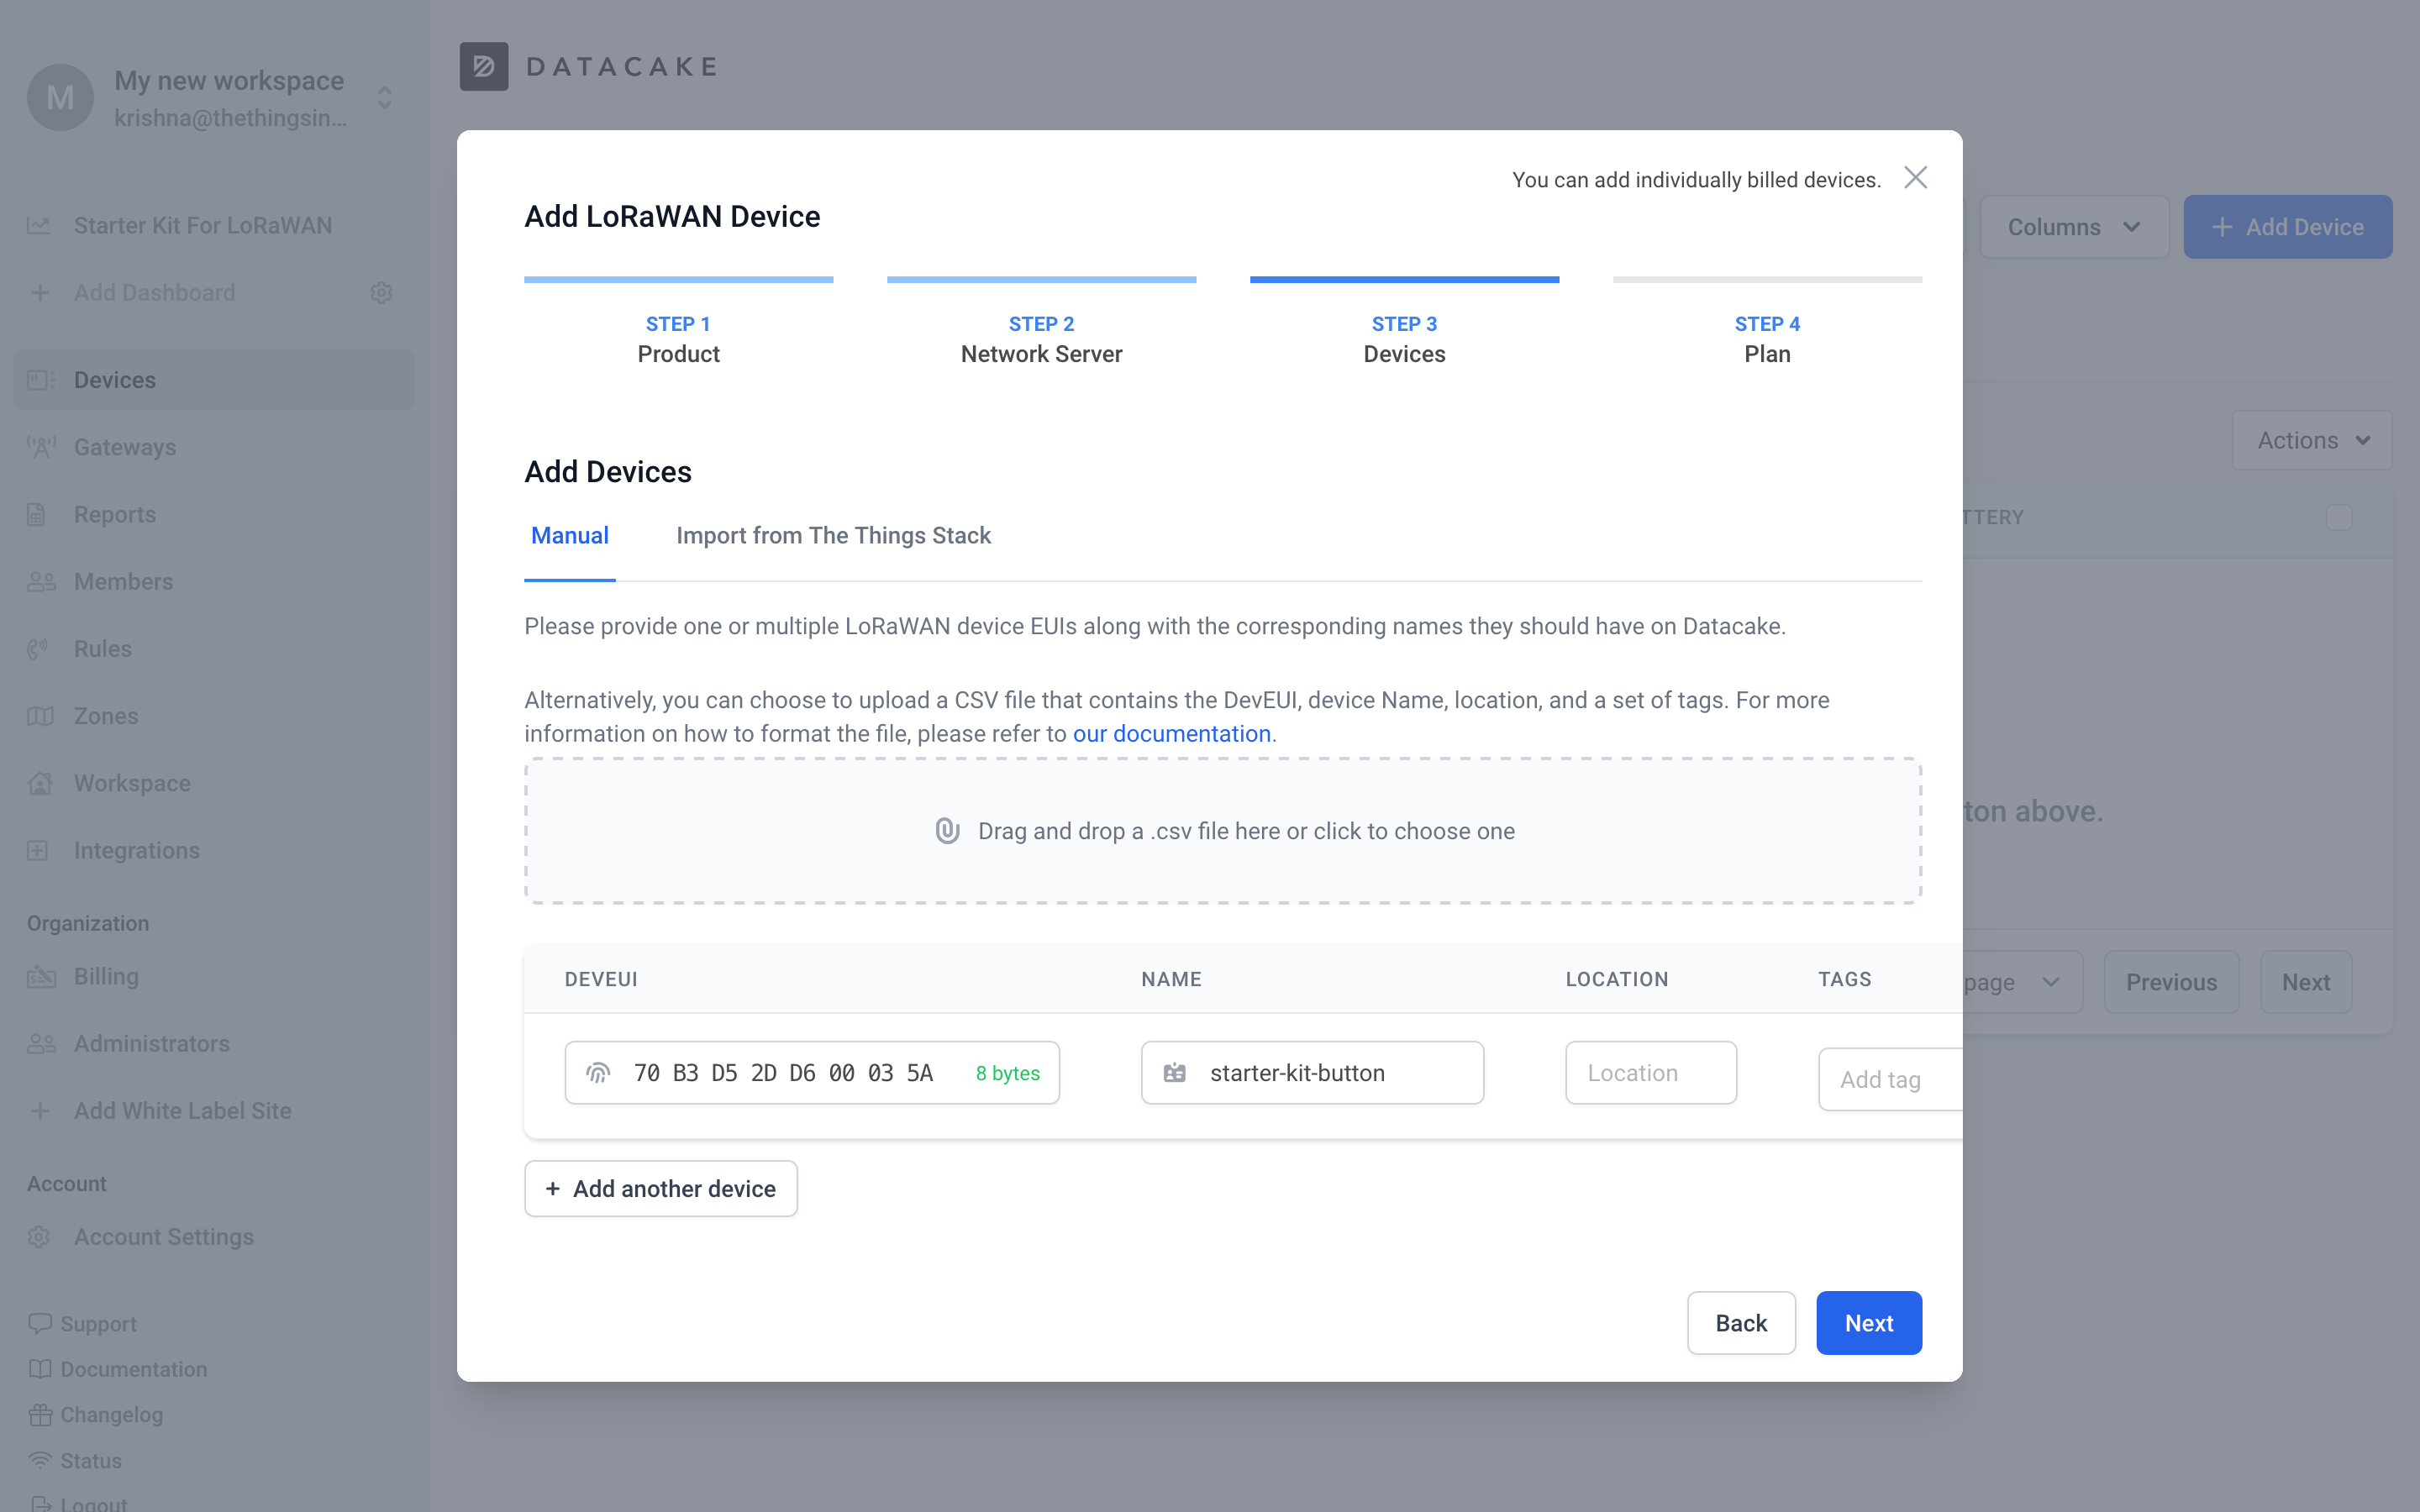 M
My new workspace
krishna@thethingsin...
Starter Kit For LoRaWAN
Add Dashboard
Devices
Gateways
Reports
Members
Rules
Zones
Workspace
Integrations
Organization
Billing
Administrators
Add White Label Site
Account
Account Settings
Support
Documentation
Changelog
Status
Logout
DATACAKE
Columns
+ Add Device
Actions
TTERY
ton above.
page
Previous
Next
You can add individually billed devices.
Add LoRaWAN Device
STEP 1
Product
STEP 2
Network Server
STEP 3
Devices
STEP 4
Plan
Add Devices
Manual
Import from The Things Stack
Please provide one or multiple LoRaWAN device EUIs along with the corresponding names they should have on Datacake.
Alternatively, you can choose to upload a CSV file that contains the DevEUI, device Name, location, and a set of tags. For more
information on how to format the file, please refer to our documentation.
Drag and drop a .csv file here or click to choose one
DEVEUI NAME LOCATION TAGS
70 B3 D5 2D D6 00 03 5A 8 bytes starter-kit-button Location Add tag
+ Add another device
Back
Next